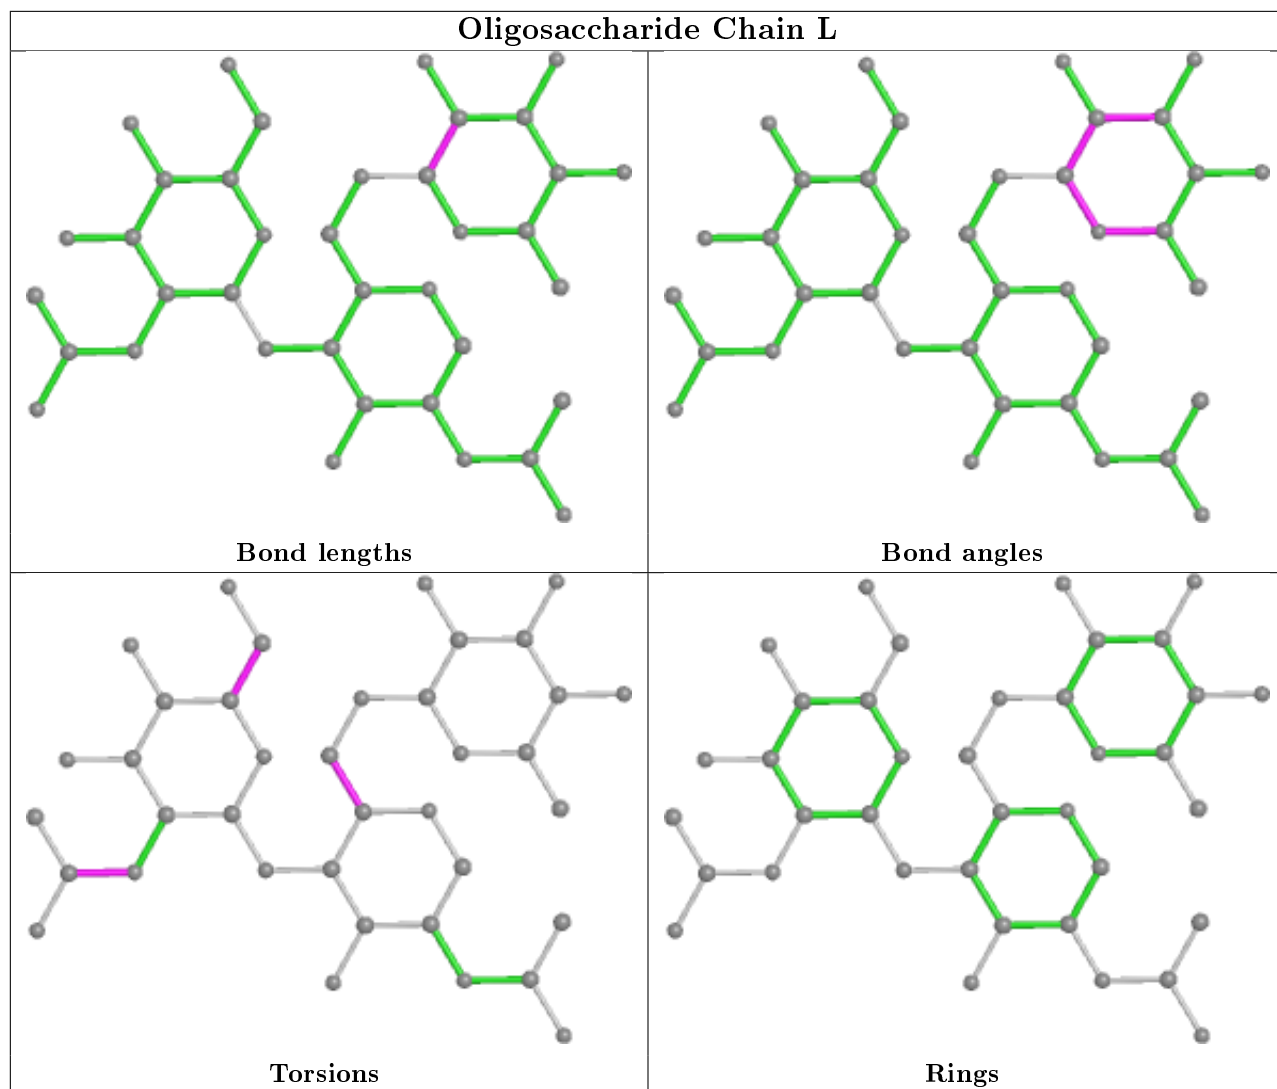 Oligosaccharide Chain L
Bond lengths
Bond angles
Torsions
Rings